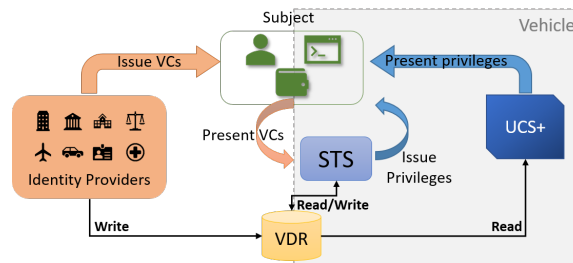 Subject
Vehicle
Issue VCs
Present privileges
Present VCs
STS
Issue
Privileges
UCS+
Identity Providers
Read/Write
Write
VDR
Read